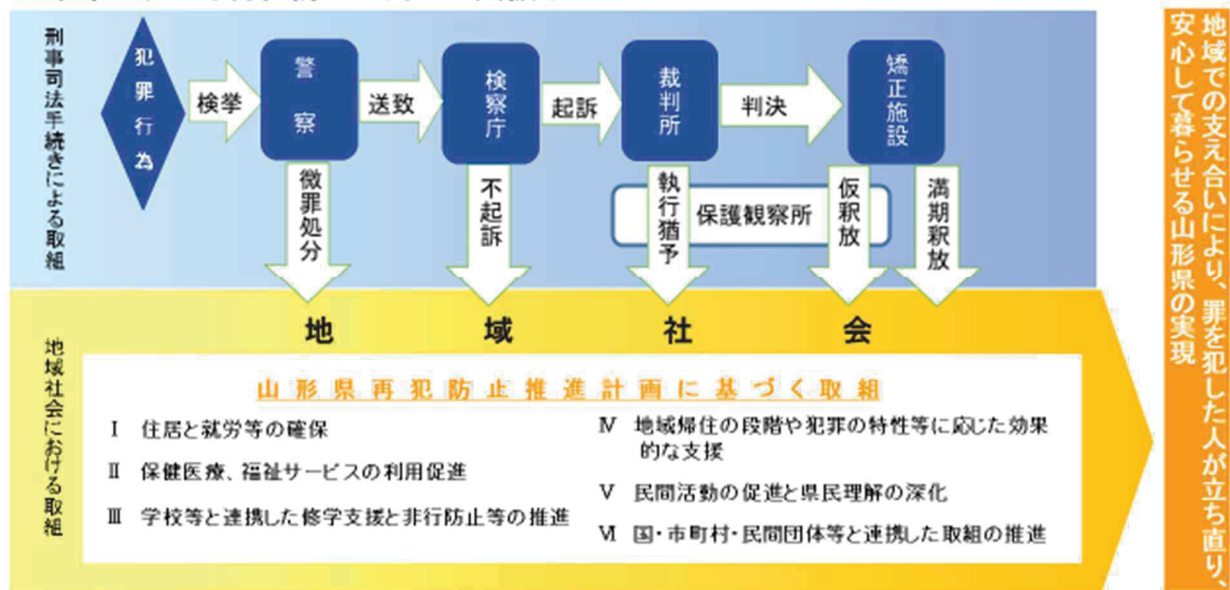 刑事司法手続きによる取組
犯罪行為
検挙
警察
送致
検察庁
起訴
裁判所
判決
矯正施設
微罪処分
不起訴
執行猶予
保護観察所
仮釈放
満期釈放
地域社会における取組
地域社会
山形県再犯防止推進計画に基づく取組
Ⅰ 住居と就労等の確保
Ⅱ 保健医療、福祉サービスの利用促進
Ⅲ 学校等と連携した修学支援と非行防止等の推進
Ⅳ 地域帰住の段階や犯罪の特性等に応じた効果
的な支援
Ⅴ 民間活動の促進と県民理解の深化
Ⅵ 国・市町村・民間団体等と連携した取組の推進
地域での支え合いにより、罪を犯した人が立ち直り、
安心して暮らせる山形県の実現